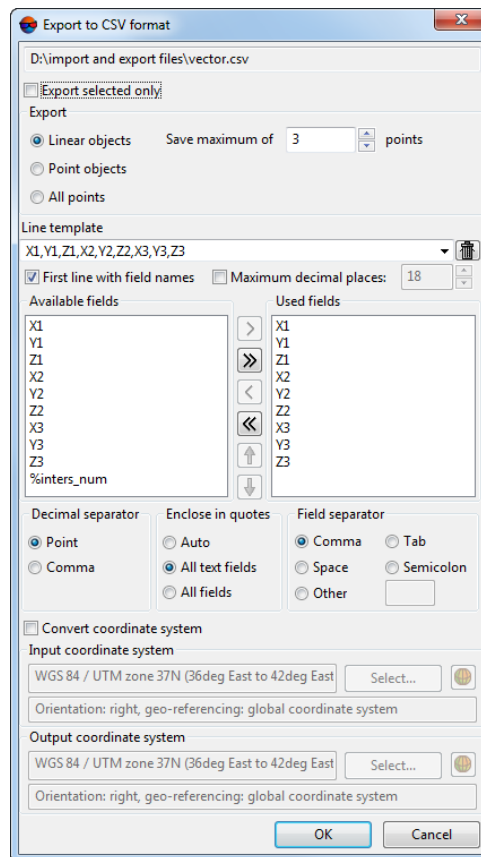 Export to CSV format
D:\import and export files\vector.csv
Export selected only
Export
Linear objects Save maximum of 3 points
Point objects
All points
Line template
X1,Y1,Z1,X2,Y2,Z2,X3,Y3,Z3
First line with field names Maximum decimal places: 18
Available fields
X1
Y1
Z1
X2
Y2
Z2
X3
Y3
Z3
%inters_num
Used fields
X1
Y1
Z1
X2
Y2
Z2
X3
Y3
Z3
Decimal separator
Point
Comma
Enclose in quotes
Auto
All text fields
All fields
Field separator
Comma Tab
Space Semicolon
Other
Convert coordinate system
Input coordinate system
WGS 84 / UTM zone 37N (36deg East to 42deg East Select...
Orientation: right, geo-referencing: global coordinate system
Output coordinate system
WGS 84 / UTM zone 37N (36deg East to 42deg East Select...
Orientation: right, geo-referencing: global coordinate system
OK Cancel